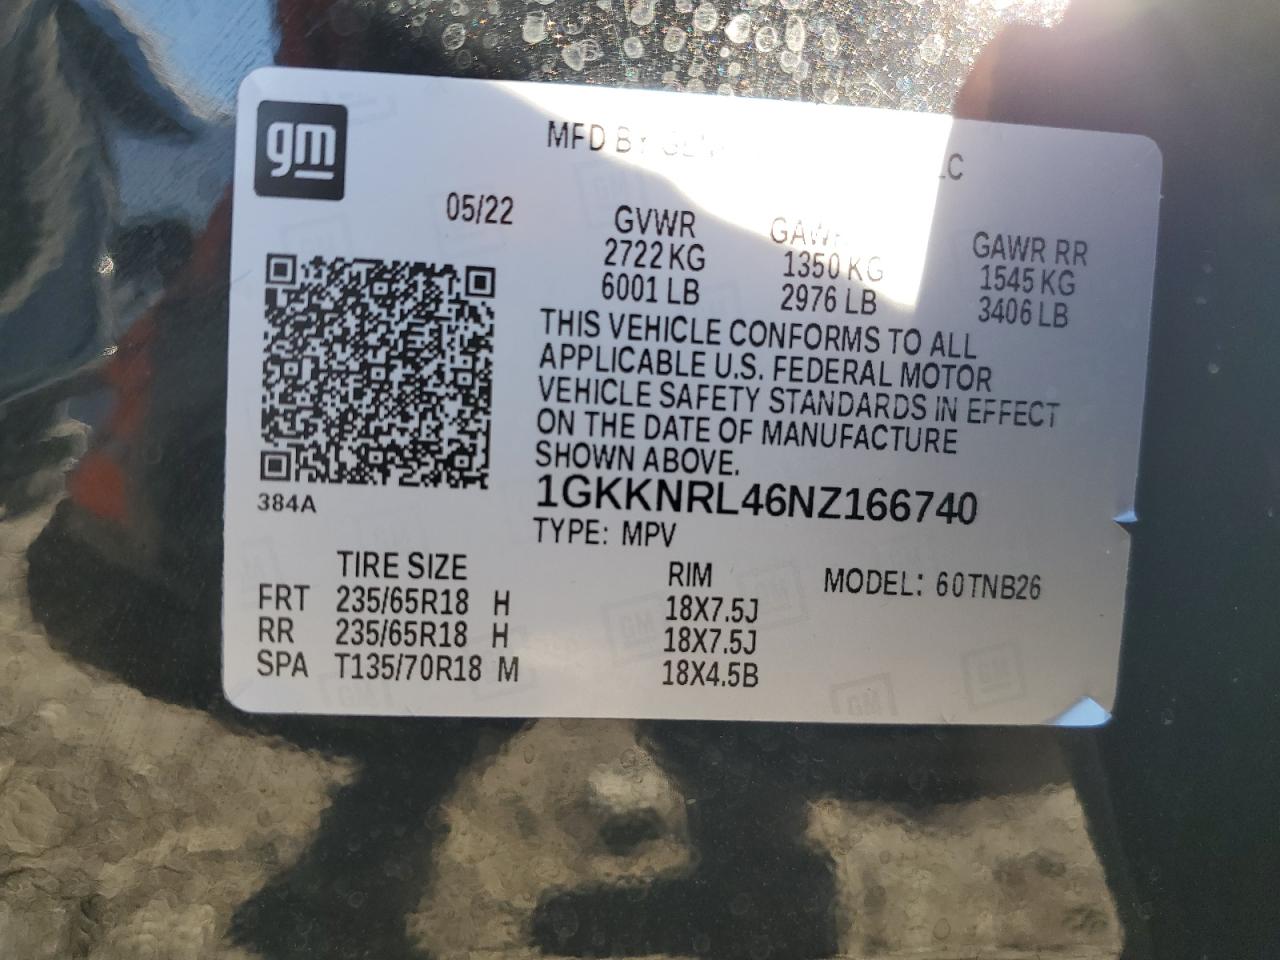 gm
MFD BY
05/22
GVWR
2722 KG
6001 LB
1350 KG
2976 LB
GAWR RR
1545 KG
3406 LB
THIS VEHICLE CONFORMS TO ALL
APPLICABLE U.S. FEDERAL MOTOR
VEHICLE SAFETY STANDARDS IN EFFECT
ON THE DATE OF MANUFACTURE
SHOWN ABOVE.
384A
1GKKNRL46NZ166740
TYPE: MPV
TIRE SIZE RIM MODEL: 60TNB26
FRT 235/65R18 H 18X7.5J
RR 235/65R18 H 18X7.5J
SPA T135/70R18 M 18X4.5B